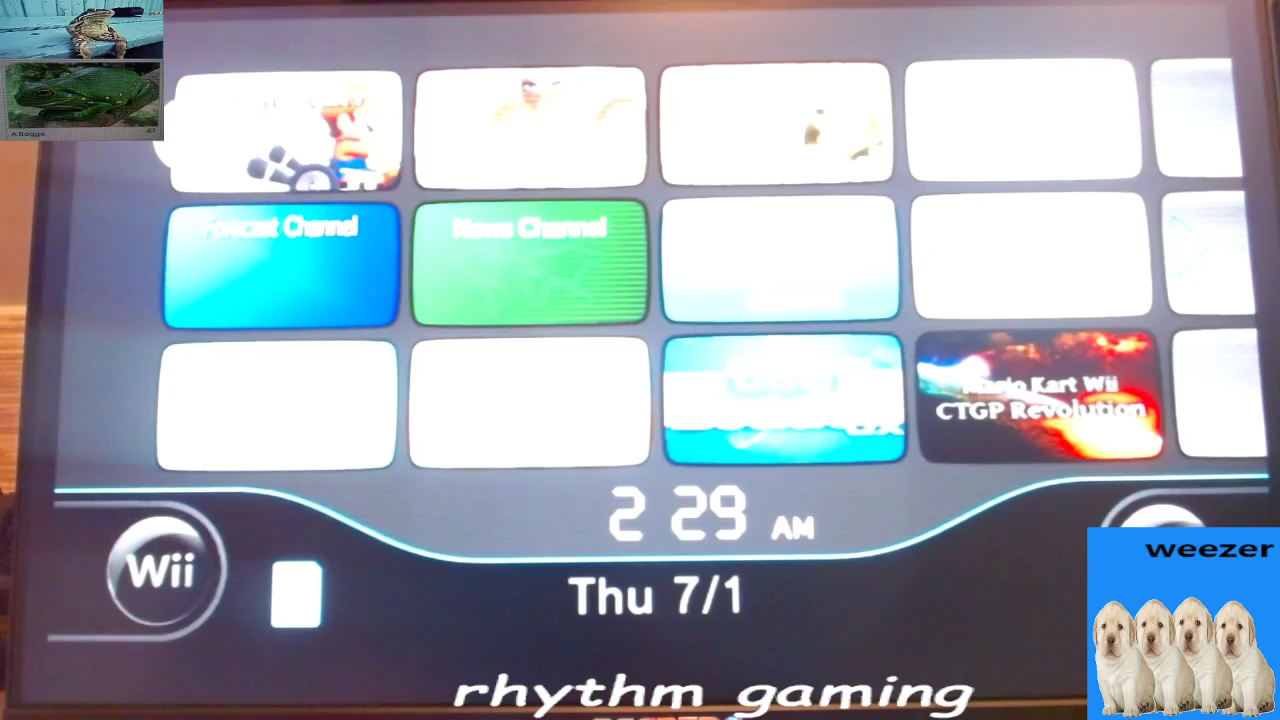 A frogge
Forecast Channel
News Channel
Mario Kart Wii
CTGP Revolution
2 29 AM
Wii
Thu 7/1
weezer
rhythm gaming